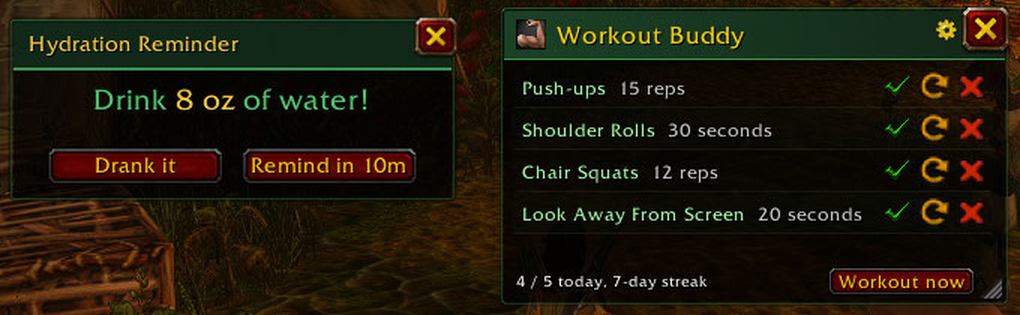 Hydration Reminder
Drink 8 oz of water!
Drank it
Remind in 10m
Workout Buddy
Push-ups 15 reps
Shoulder Rolls 30 seconds
Chair Squats 12 reps
Look Away From Screen 20 seconds
4 / 5 today, 7-day streak
Workout now